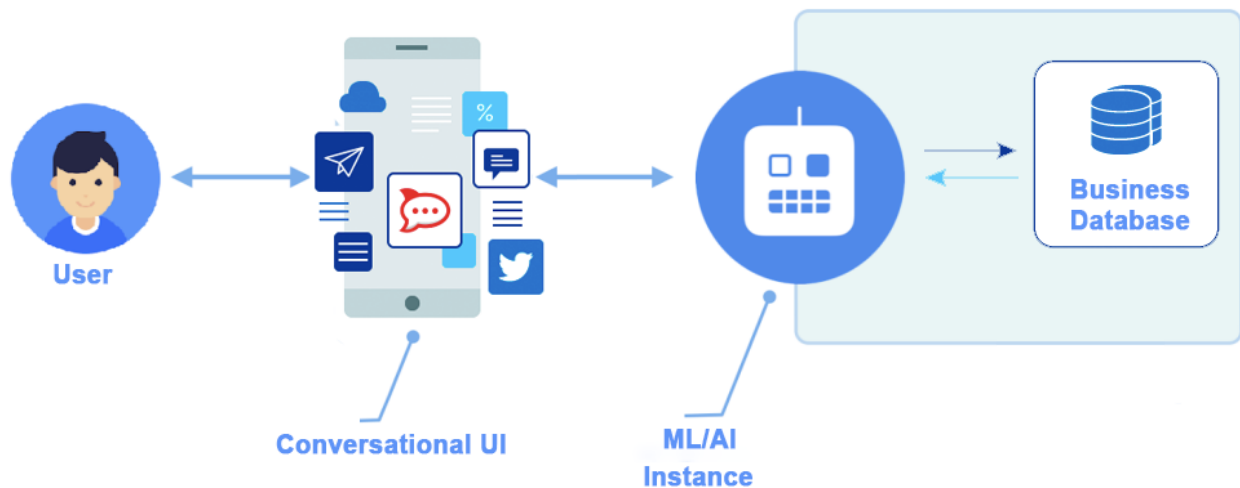 %
Business
Database
User
Conversational UI
ML/AI
Instance